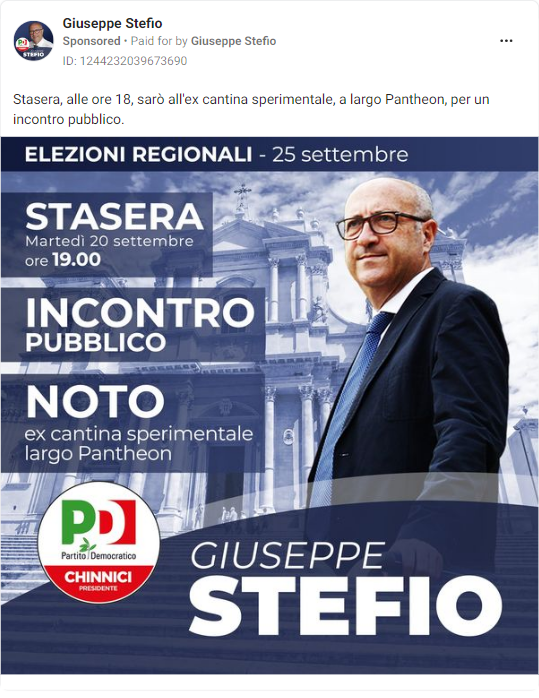 Giuseppe Stefio
Sponsored • Paid for by Giuseppe Stefio
ID: 1244232039673690
Stasera, alle ore 18, sarò all'ex cantina sperimentale, a largo Pantheon, per un
incontro pubblico.
ELEZIONI REGIONALI - 25 settembre
STASERA
Martedì 20 settembre
ore 19.00
INCONTRO
PUBBLICO
NOTO
ex cantina sperimentale
largo Pantheon
PD
Partito Democratico
CHINNICI
PRESIDENTE
GIUSEPPE
STEFIO